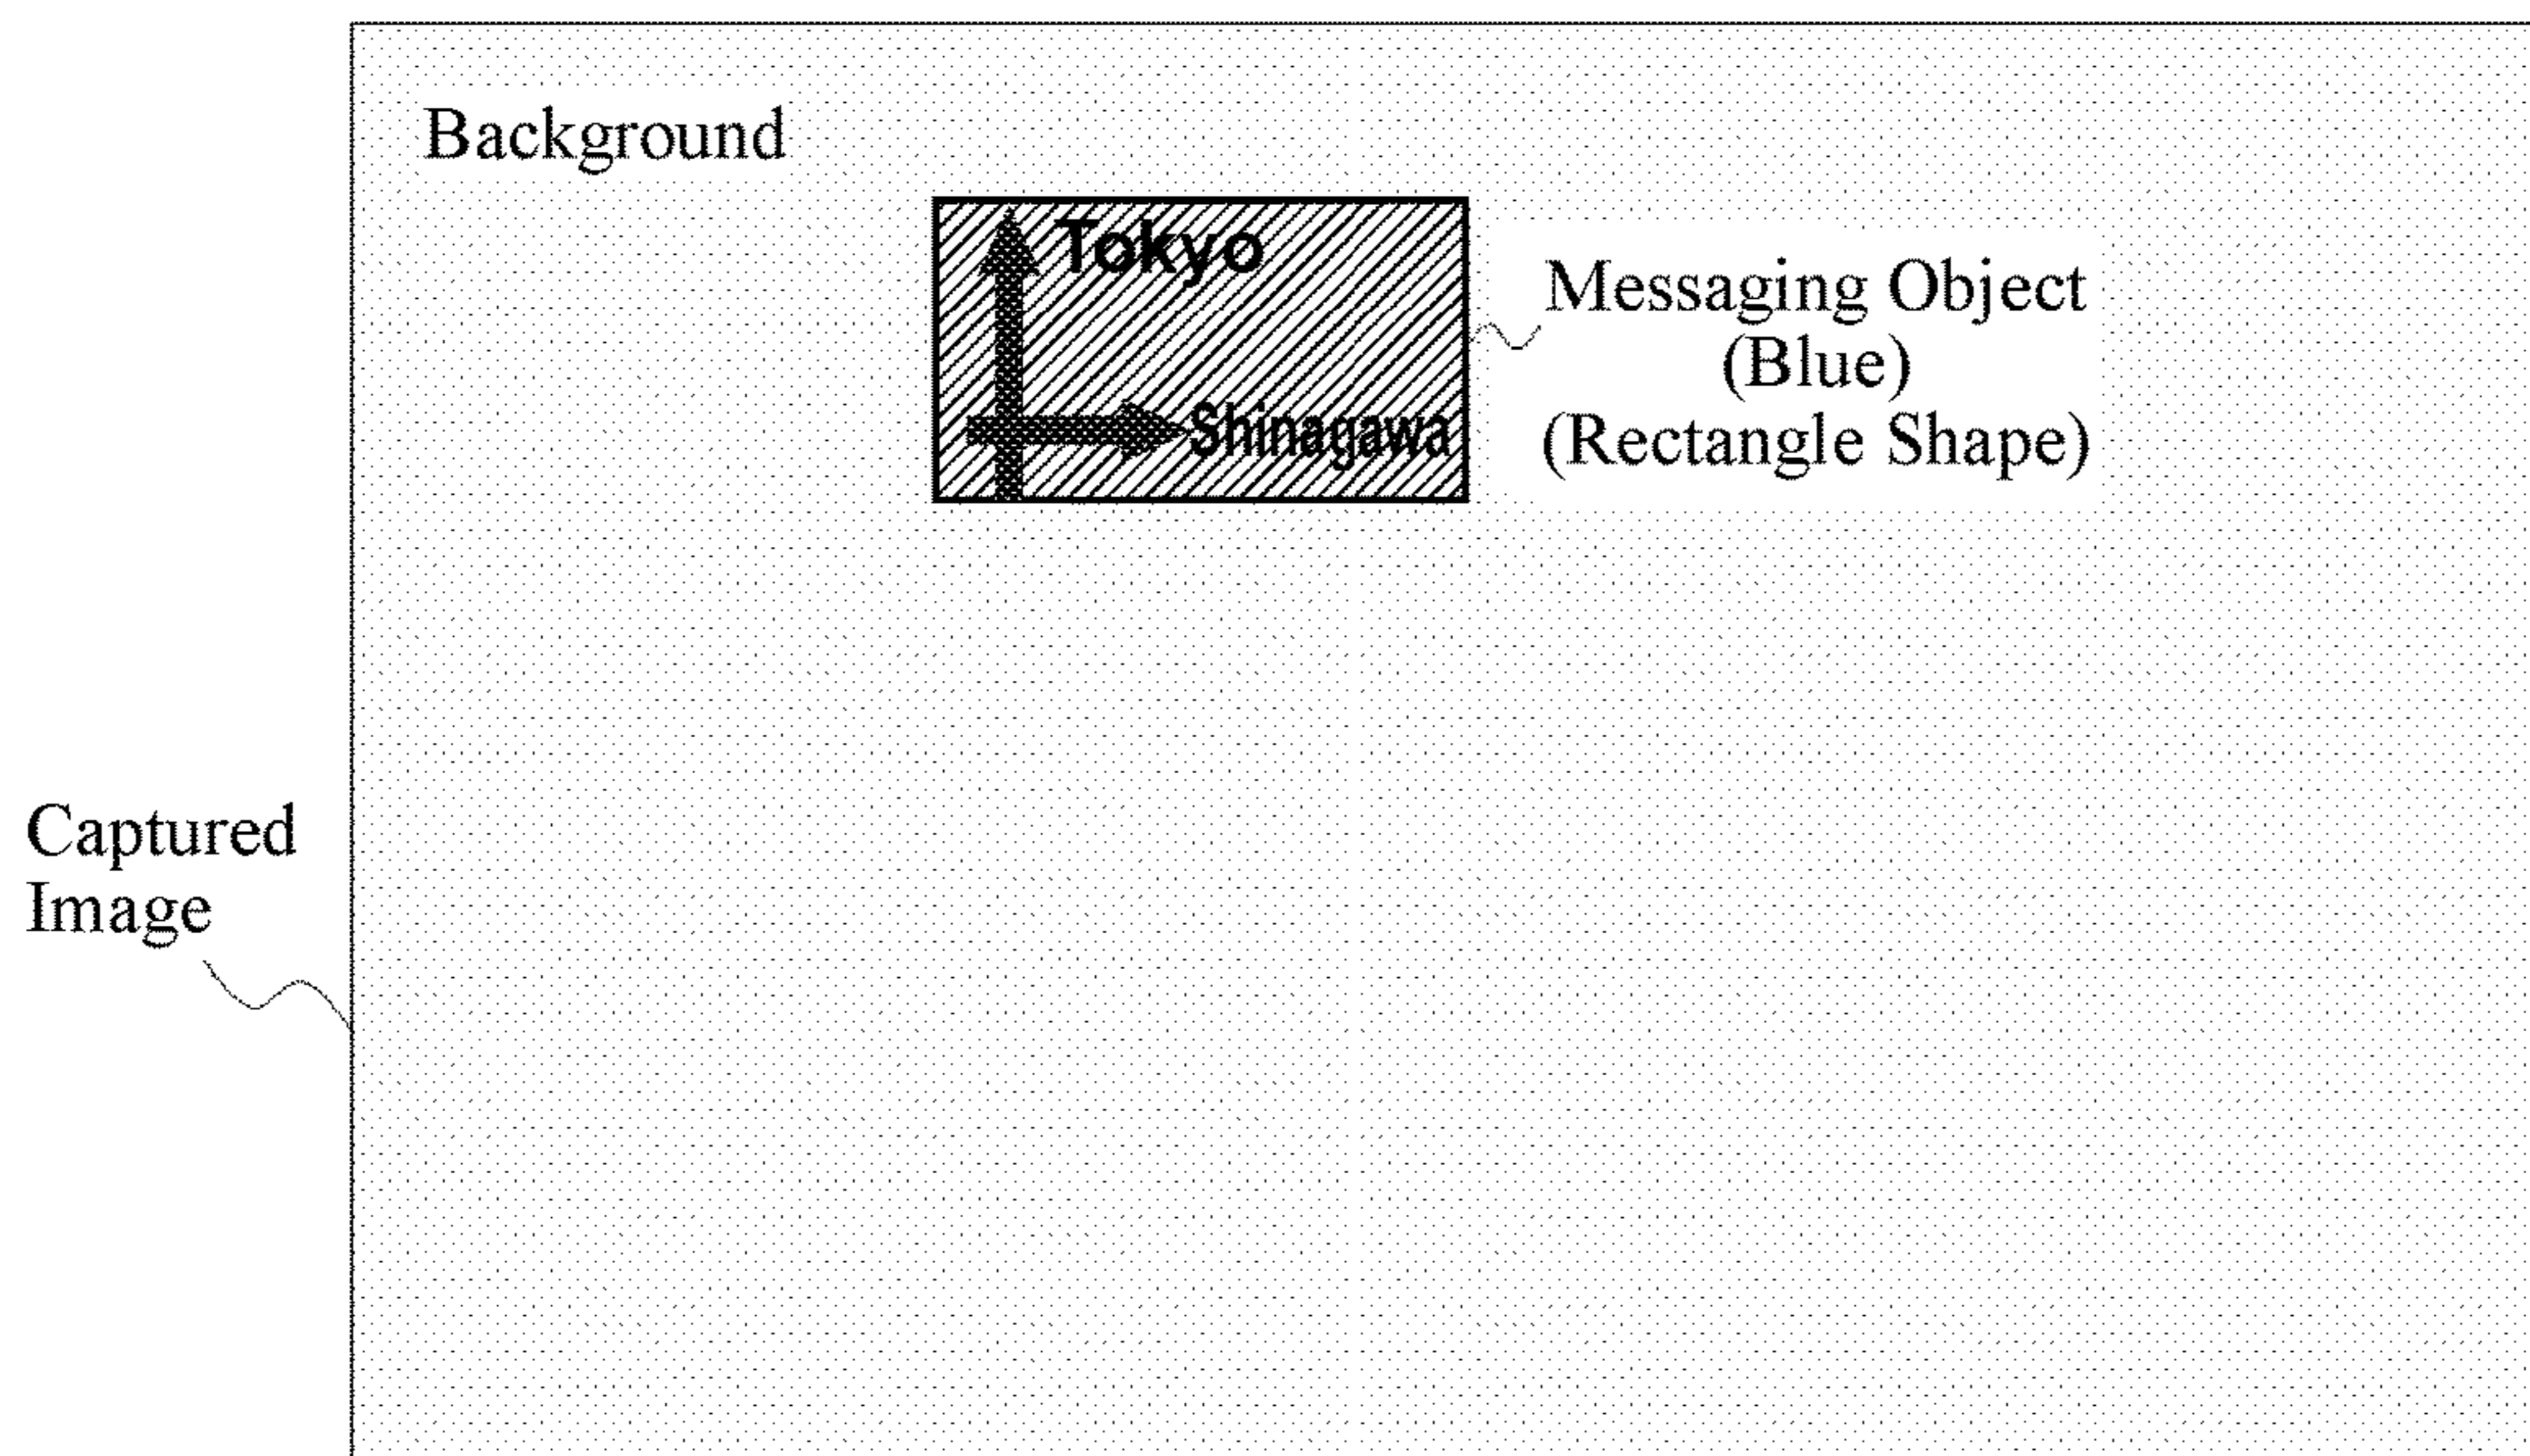 Background
Tokyo
Shinagawa
Messaging Object
(Blue)
(Rectangle Shape)
Captured
Image